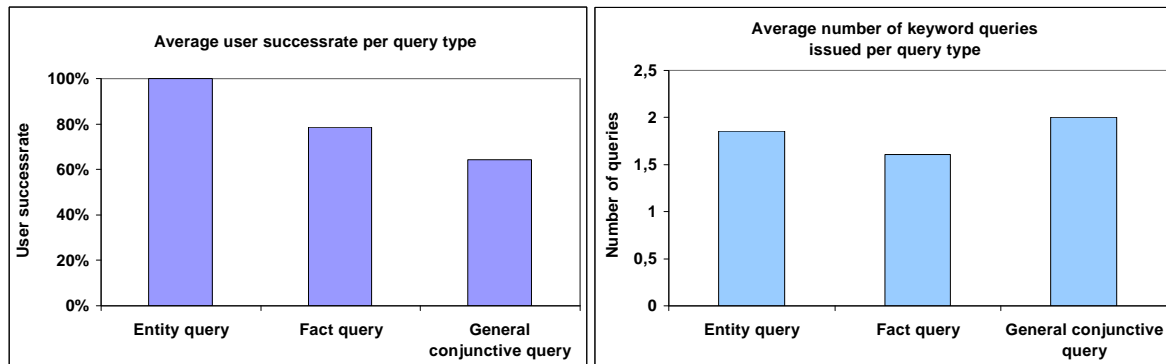 Average user successrate per query type
User successrate
100%
80%
60%
40%
20%
0%
Entity query
Fact query
General
conjunctive query
Average number of keyword queries
issued per query type
Number of queries
2,5
2
1,5
1
0,5
0
Entity query
Fact query
General conjunctive
query